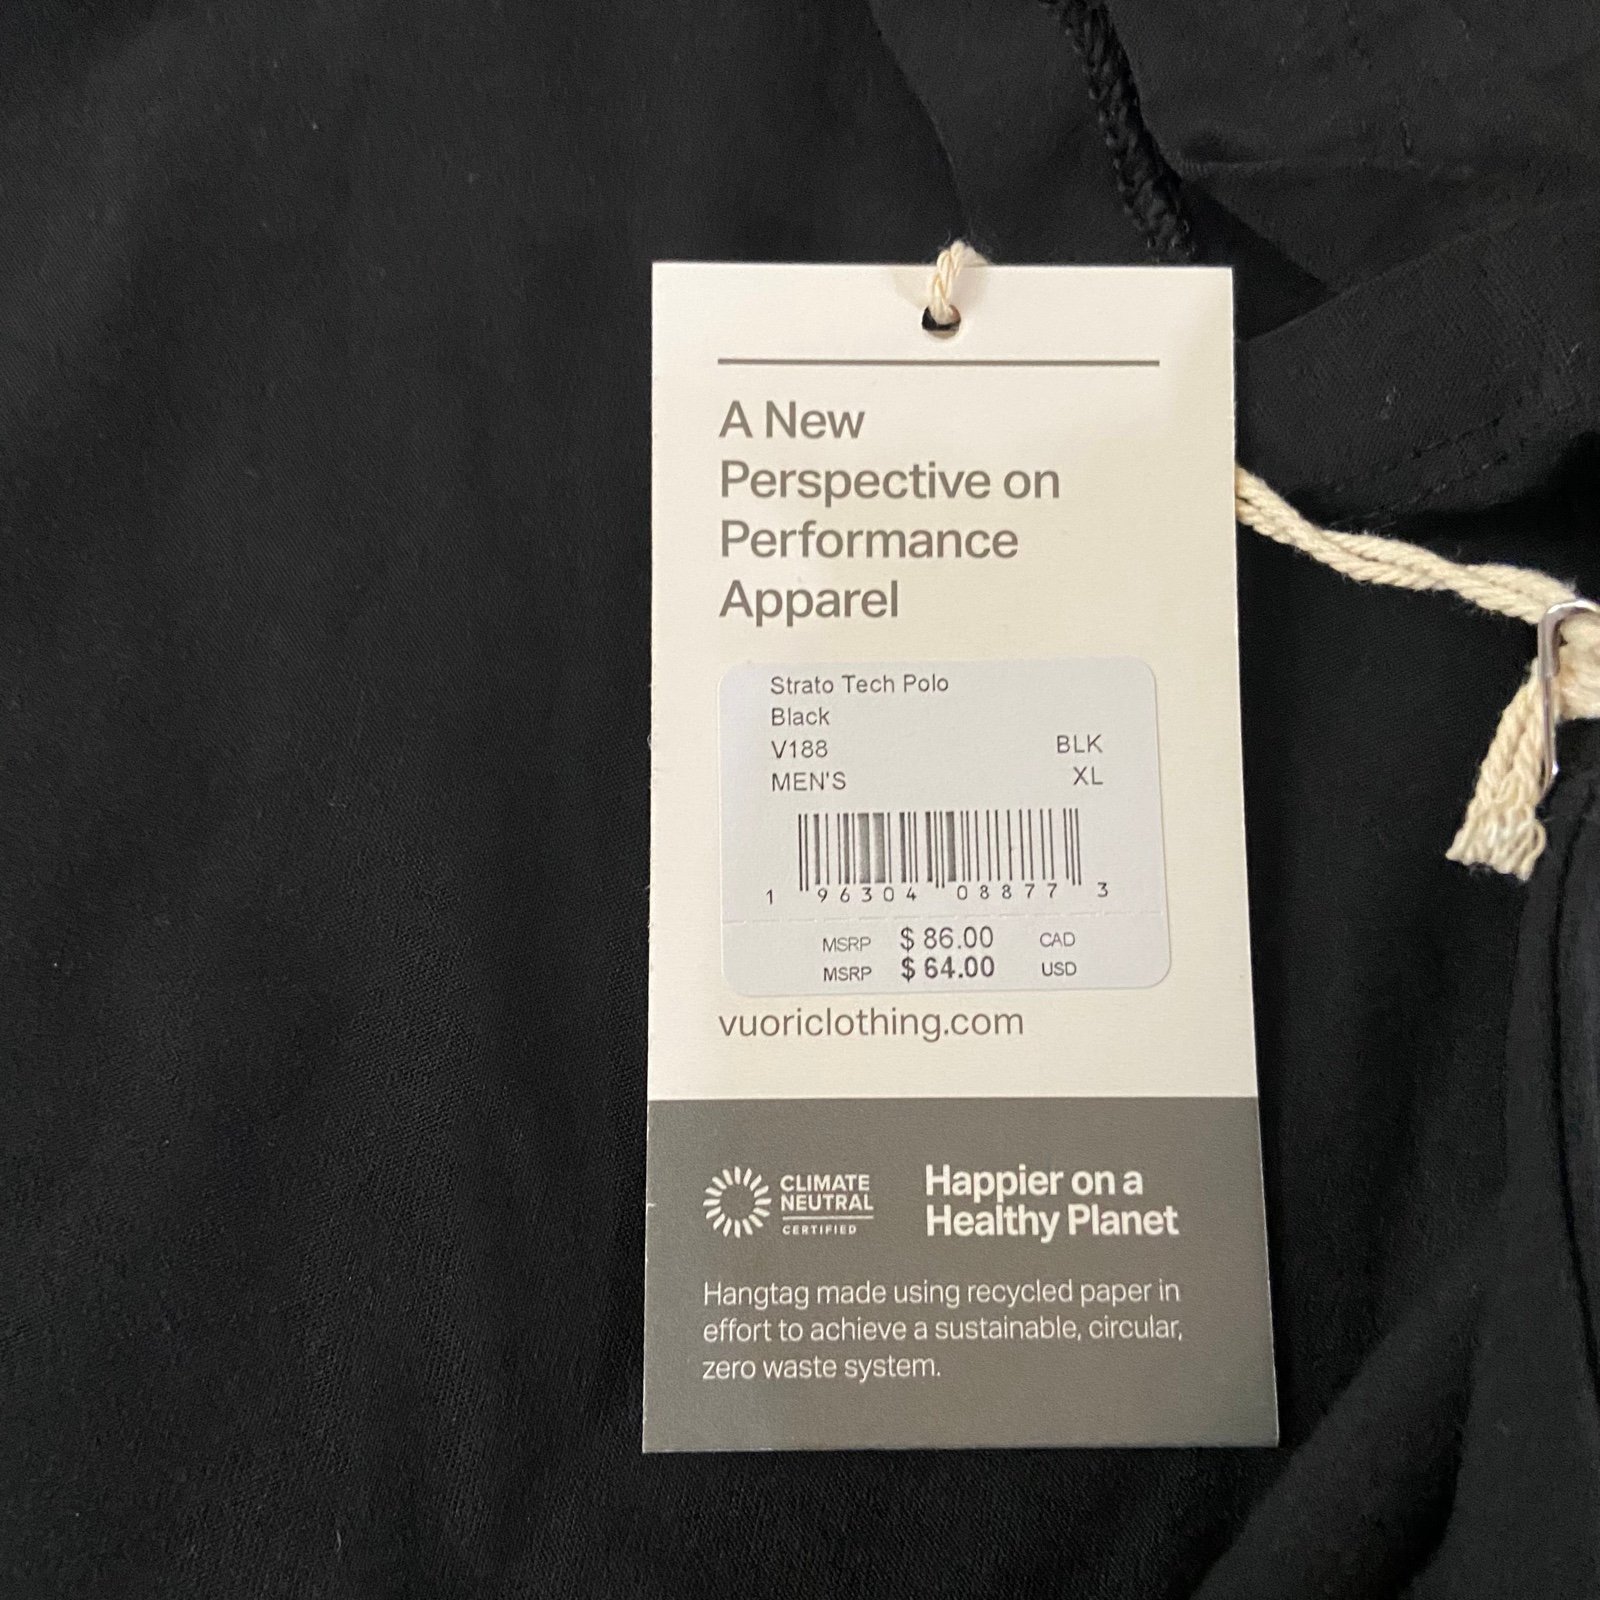 A New
Perspective on
Performance
Apparel
Strato Tech Polo
Black
V188 BLK
MEN'S XL
1 96304 08877 3
MSRP $ 86.00 CAD
MSRP $ 64.00 USD
vuoriclothing.com
CLIMATE
NEUTRAL
CERTIFIED
Happier on a
Healthy Planet
Hangtag made using recycled paper in
effort to achieve a sustainable, circular,
zero waste system.